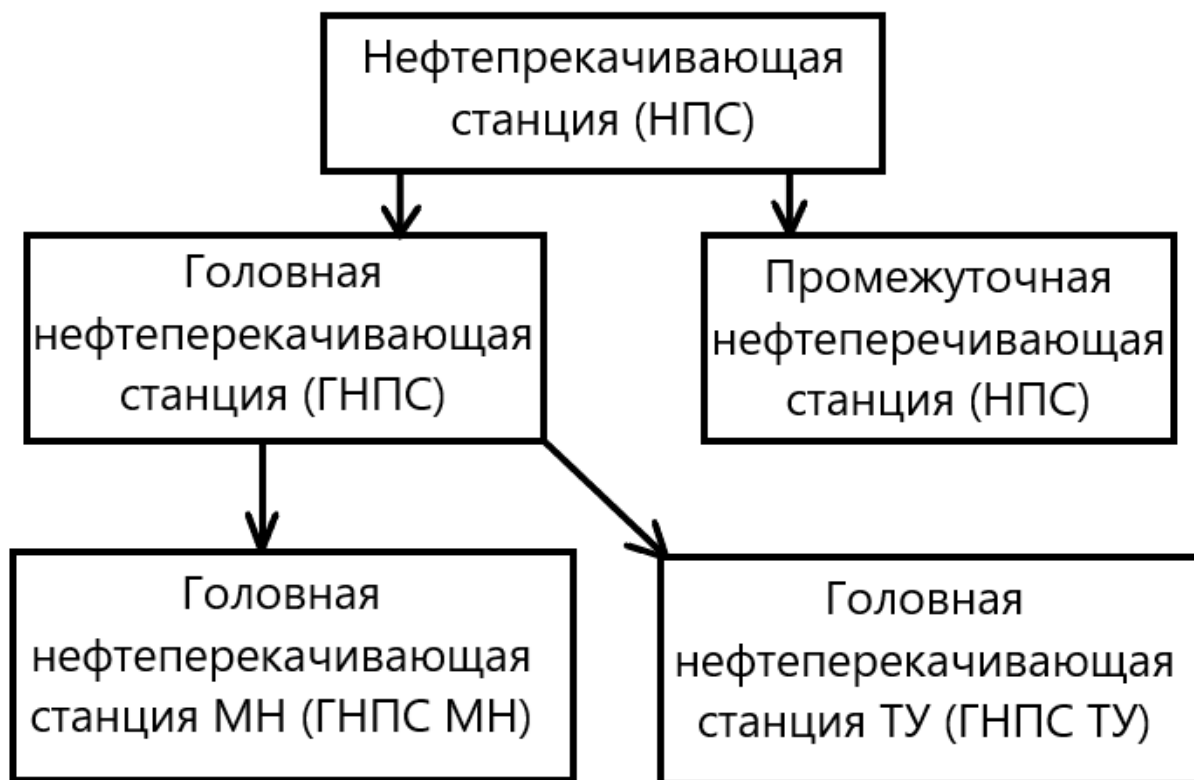 Нефтепрекачивающая
станция (НПС)
Головная
нефтеперекачивающая
станция (ГНПС)
Промежуточная
нефтеперечивающая
станция (НПС)
Головная
нефтеперекачивающая
станция МН (ГНПС МН)
Головная
нефтеперекачивающая
станция ТУ (ГНПС ТУ)